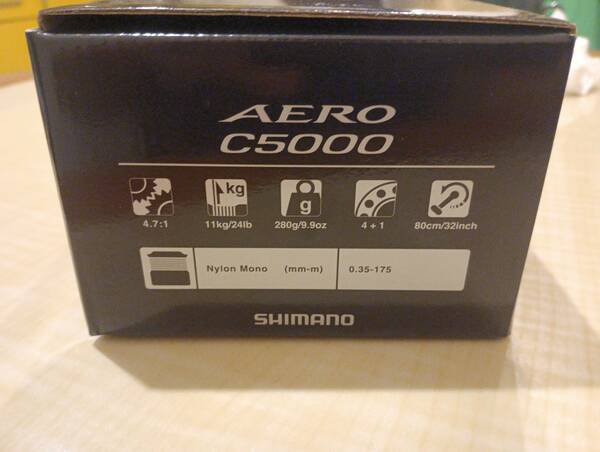 AERO
C5000
kg
g
4.7:1
11kg/24lb
280g/9.9oz
4 + 1
80cm/32inch
Nylon Mono (mm-m) 0.35-175
SHIMANO